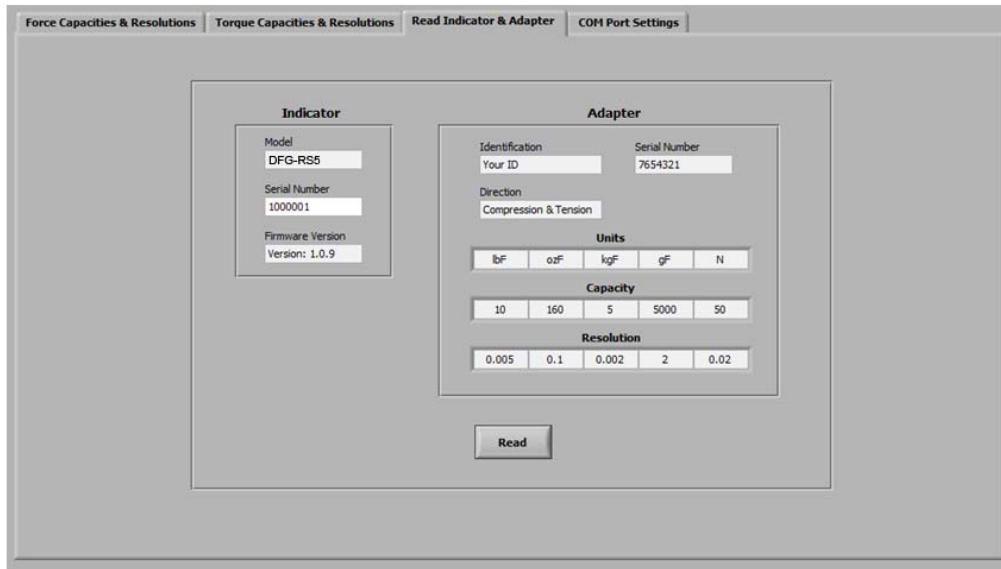 Force Capacities & Resolutions Torque Capacities & Resolutions Read Indicator & Adapter COM Port Settings
Indicator
Model
DFG-RS5
Serial Number
1000001
Firmware Version
Version: 1.0.9
Adapter
Identification Serial Number
Your ID 7654321
Direction
Compression & Tension
Units
lbF ozF kgF gF N
Capacity
10 160 5 5000 50
Resolution
0.005 0.1 0.002 2 0.02
Read